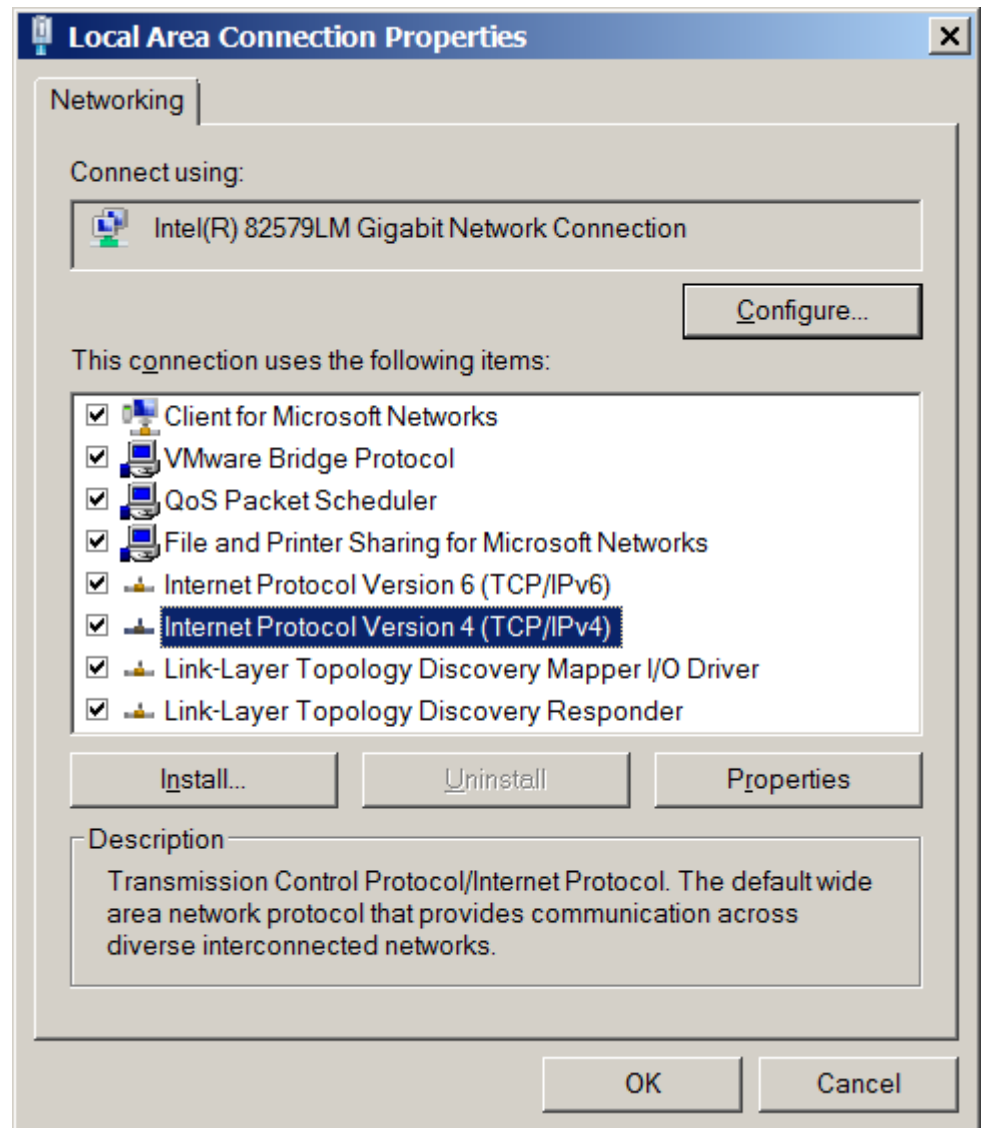 Local Area Connection Properties
Networking
Connect using:
Intel(R) 82579LM Gigabit Network Connection
Configure...
This connection uses the following items:
Client for Microsoft Networks
VMware Bridge Protocol
QoS Packet Scheduler
File and Printer Sharing for Microsoft Networks
Internet Protocol Version 6 (TCP/IPv6)
Internet Protocol Version 4 (TCP/IPv4)
Link-Layer Topology Discovery Mapper I/O Driver
Link-Layer Topology Discovery Responder
Install... Uninstall Properties
Description
Transmission Control Protocol/Internet Protocol. The default wide
area network protocol that provides communication across
diverse interconnected networks.
OK Cancel